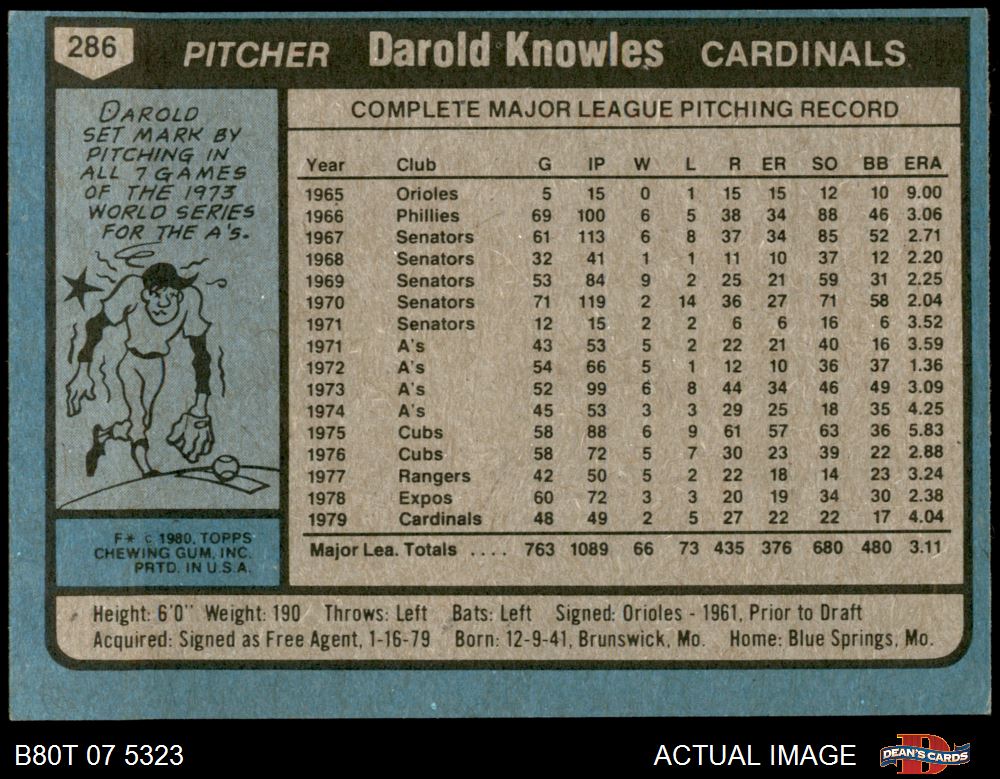 286 PITCHER Darold Knowles CARDINALS
DAROLD
SET MARK BY
PITCHING IN
ALL 7 GAMES
OF THE 1973
WORLD SERIES
FOR THE A's.
F* © 1980, TOPPS
CHEWING GUM, INC.
PRTD. IN U.S.A.
COMPLETE MAJOR LEAGUE PITCHING RECORD
Year Club G IP W L R ER SO BB ERA
1965 Orioles 5 15 0 1 15 15 12 10 9.00
1966 Phillies 69 100 6 5 38 34 88 46 3.06
1967 Senators 61 113 6 8 37 34 85 52 2.71
1968 Senators 32 41 1 1 11 10 37 12 2.20
1969 Senators 53 84 9 2 25 21 59 31 2.25
1970 Senators 71 119 2 14 36 27 71 58 2.04
1971 Senators 12 15 2 2 6 6 16 6 3.52
1971 A's 43 53 5 2 22 21 40 16 3.59
1972 A's 54 66 5 1 12 10 36 37 1.36
1973 A's 52 99 6 8 44 34 46 49 3.09
1974 A's 45 53 3 3 29 25 18 35 4.25
1975 Cubs 58 88 6 9 61 57 63 36 5.83
1976 Cubs 58 72 5 7 30 23 39 22 2.88
1977 Rangers 42 50 5 2 22 18 14 23 3.24
1978 Expos 60 72 3 3 20 19 34 30 2.38
1979 Cardinals 48 49 2 5 27 22 22 17 4.04
Major Lea. Totals .... 763 1089 66 73 435 376 680 480 3.11
Height: 6'0" Weight: 190 Throws: Left Bats: Left Signed: Orioles - 1961, Prior to Draft
Acquired: Signed as Free Agent, 1-16-79 Born: 12-9-41, Brunswick, Mo. Home: Blue Springs, Mo.
B80T 07 5323 ACTUAL IMAGE DEAN'S CARDS